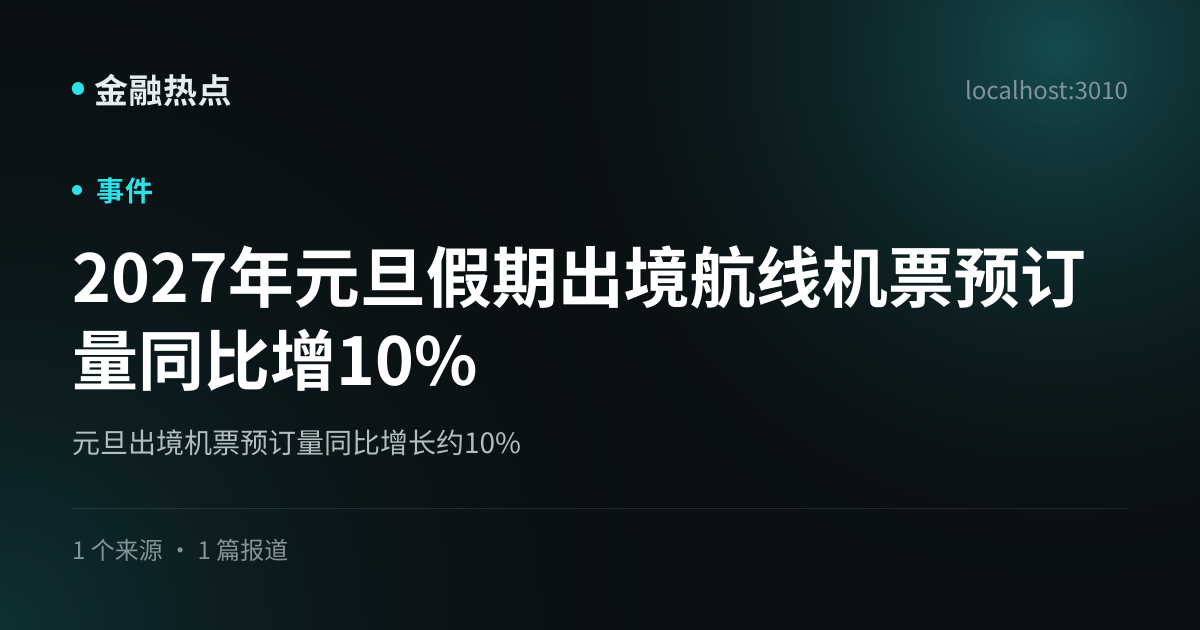 金融热点
localhost:3010
事件
2027年元旦假期出境航线机票预订
量同比增10%
元旦出境机票预订量同比增长约10%
1 个来源 · 1 篇报道